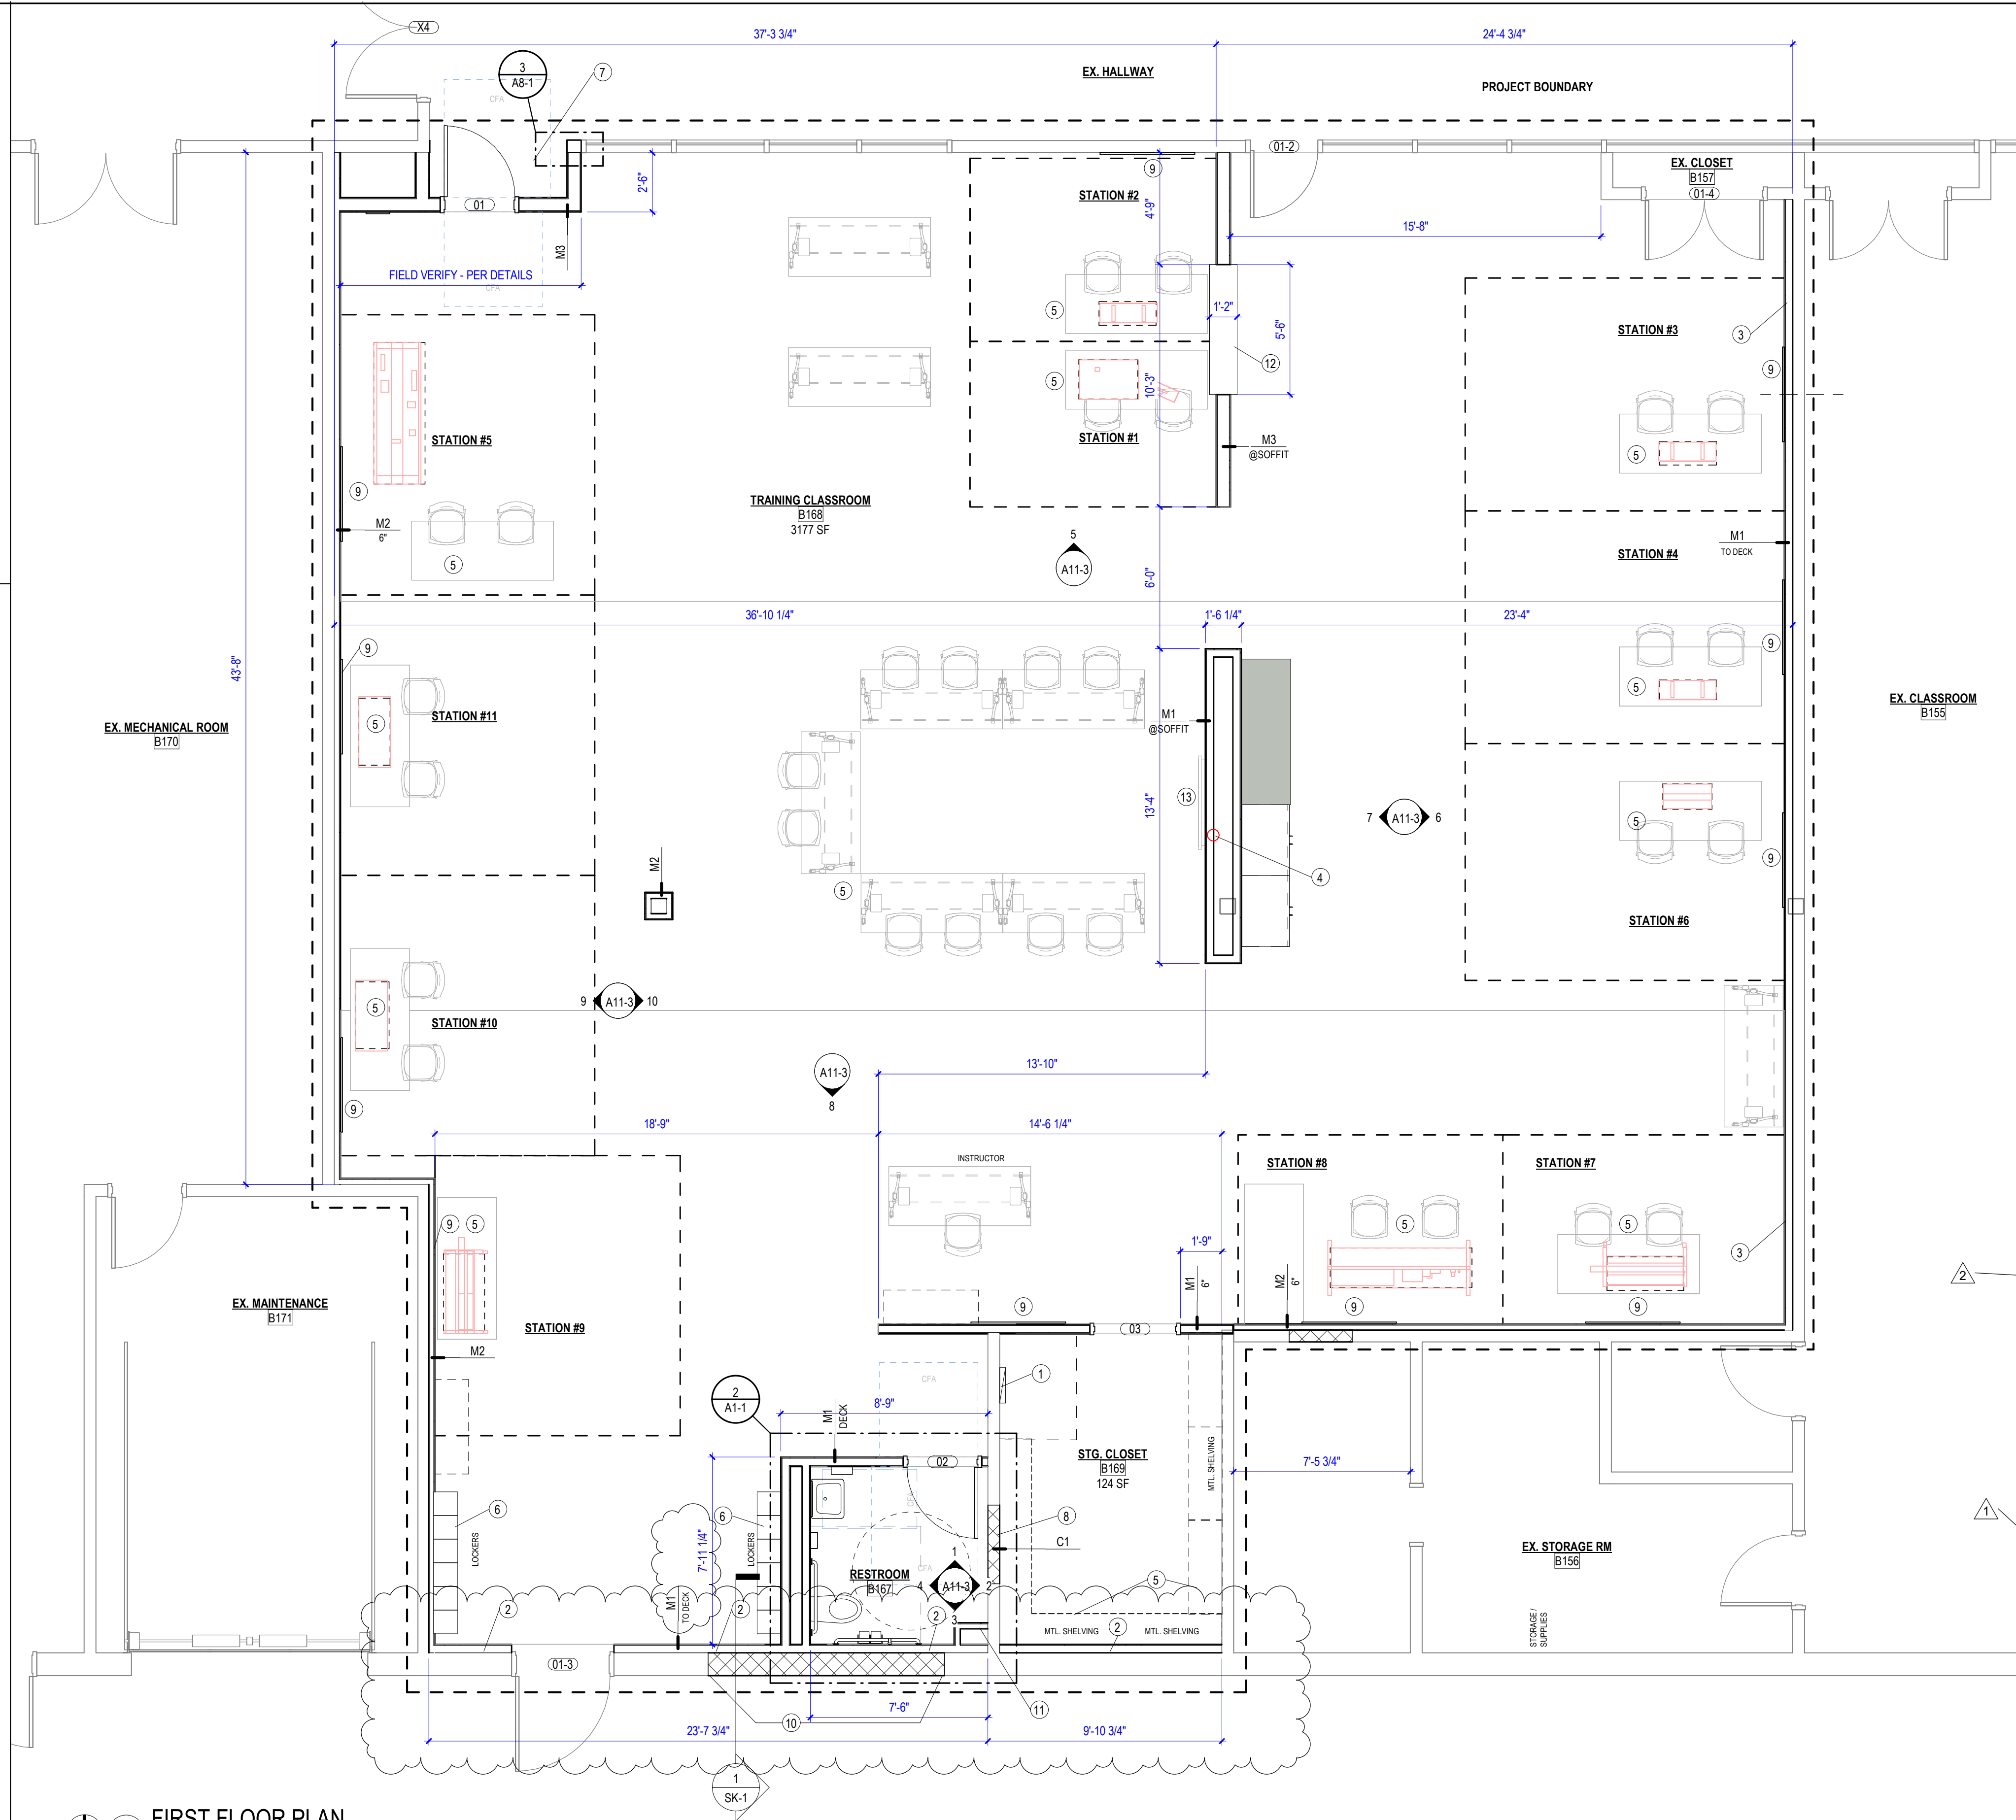 X4
37'-3 3/4"
24'-4 3/4"
3
A8-1
7
CFA
EX. HALLWAY
PROJECT BOUNDARY
01-2
9
EX. CLOSET
B157
01-4
2'-6"
STATION #2
4'-9"
01
15'-8"
M3
FIELD VERIFY - PER DETAILS
CFA
5
1'-2"
5'-6"
STATION #3
3
12
9
5
10'-3"
STATION #5
STATION #1
M3
@SOFFIT
5
9
TRAINING CLASSROOM
B168
3177 SF
M2
6"
5
5
A11-3
6'-0"
STATION #4
M1
TO DECK
36'-10 1/4"
1'-6 1/4"
23'-4"
43'-8"
9
9
5
EX. MECHANICAL ROOM
B170
5
STATION #11
M1
@SOFFIT
EX. CLASSROOM
B155
13
13'-4"
7
A11-3
6
5
9
M2
5
4
STATION #6
9
A11-3
10
5
STATION #10
A11-3
8
13'-10"
9
18'-9"
14'-6 1/4"
INSTRUCTOR
STATION #8
STATION #7
9
5
5
5
1'-9"
3
M1
6"
M2
6"
2
EX. MAINTENANCE
B171
STATION #9
9
9
9
03
M2
2
A1-1
CFA
1
8'-9"
M1
DECK
STG. CLOSET
B169
124 SF
MTL. SHELVING
7'-5 3/4"
02
CFA
6
LOCKERS
7'-11 1/4"
6
LOCKERS
8
C1
1
1
EX. STORAGE RM
B156
RESTROOM
B167
CFA
4
A11-3
2
3
5
2
M1
TO DECK
2
2
MTL. SHELVING
2
MTL. SHELVING
STORAGE /
SUPPLIES
01-3
7'-6"
11
23'-7 3/4"
10
9'-10 3/4"
1
SK-1
FIRST FLOOR PLAN